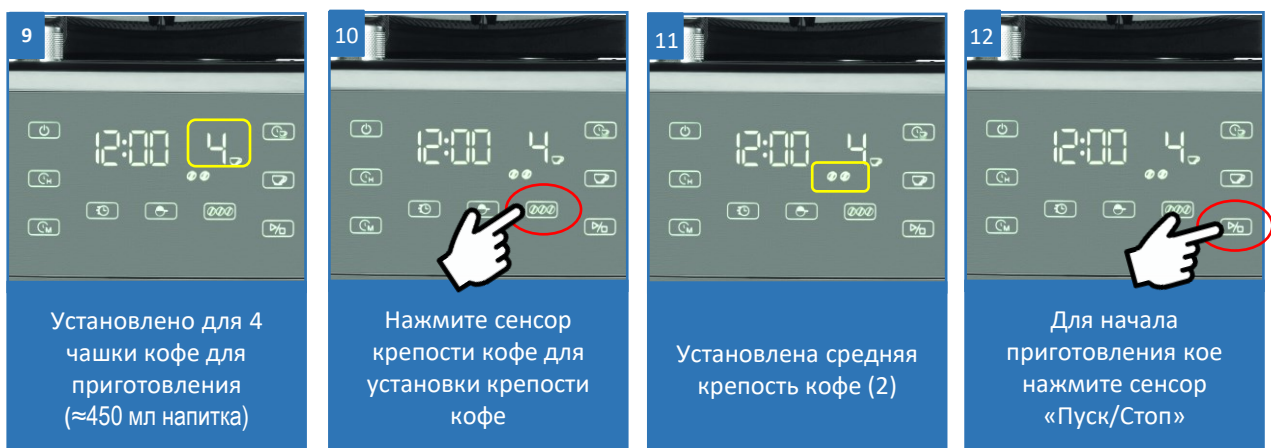 9
12:00 4
Установлено для 4
чашки кофе для
приготовления
(≈450 мл напитка)
10
12:00 4
Нажмите сенсор
крепости кофе для
установки крепости
кофе
11
12:00 4
Установлена средняя
крепость кофе (2)
12
12:00 4
Для начала
приготовления кое
нажмите сенсор
«Пуск/Стоп»